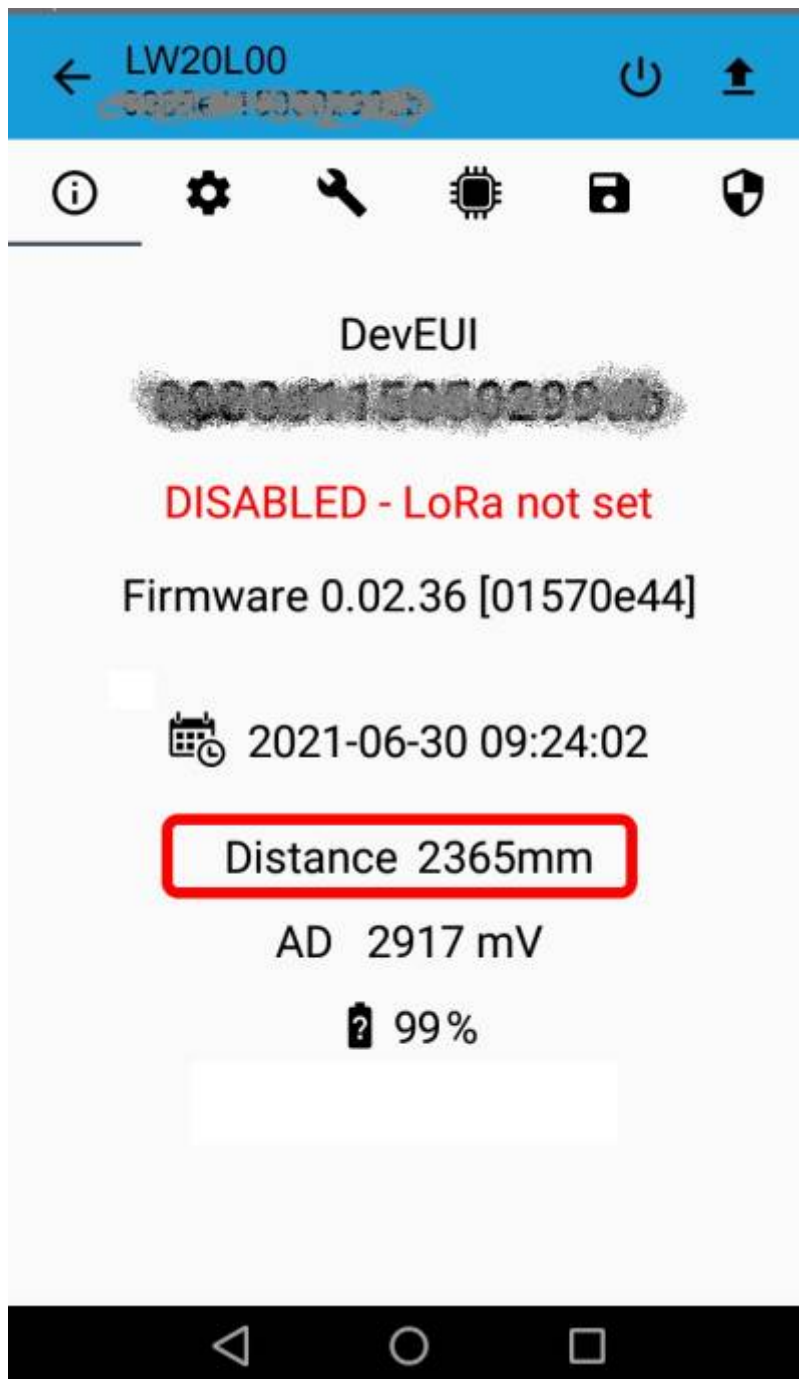 LW20L00
DevEUI
DISABLED - LoRa not set
Firmware 0.02.36 [01570e44]
2021-06-30 09:24:02
Distance 2365mm
AD 2917 mV
99%